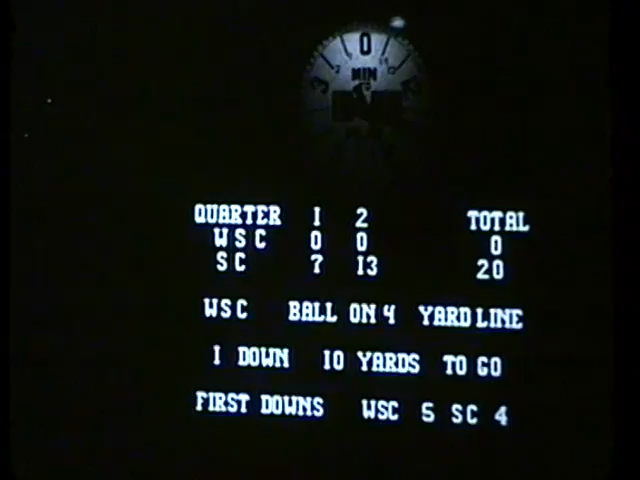 0
MIN
QUARTER 1 2 TOTAL
WSC 0 0 0
SC 7 13 20
WSC BALL ON 4 YARD LINE
1 DOWN 10 YARDS TO GO
FIRST DOWNS WSC 5 SC 4